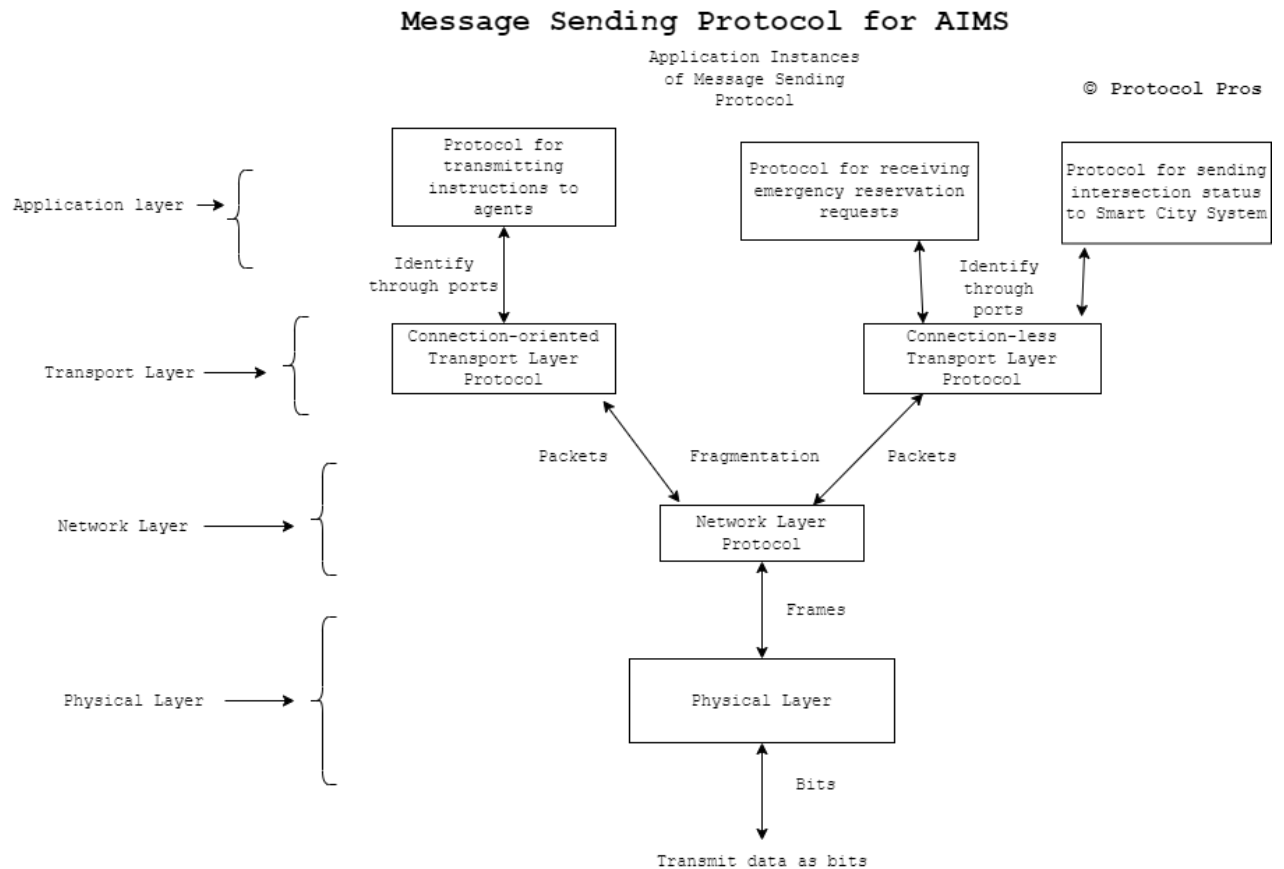 Message Sending Protocol for AIMS
Application Instances
of Message Sending
Protocol
© Protocol Pros
Protocol for
transmitting
instructions to
agents
Protocol for receiving
emergency reservation
requests
Protocol for sending
intersection status
to Smart City System
Application layer
Identify
through ports
Identify
through
ports
Connection-oriented
Transport Layer
Protocol
Connection-less
Transport Layer
Protocol
Transport Layer
Packets
Fragmentation
Packets
Network Layer
Network Layer
Protocol
Frames
Physical Layer
Physical Layer
Bits
Transmit data as bits